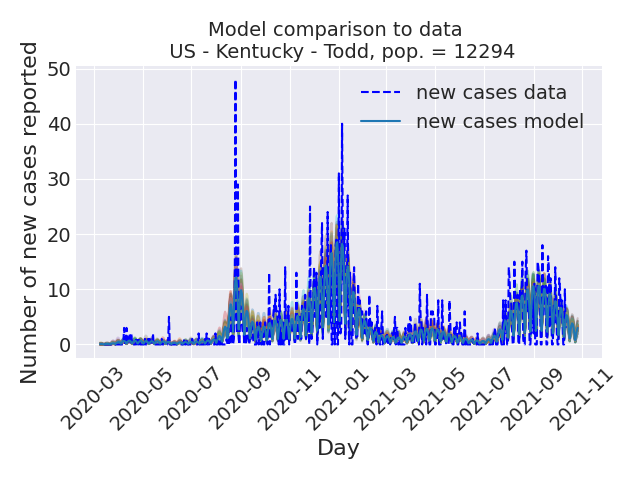 Model comparison to data
US - Kentucky - Todd, pop. = 12294
Number of new cases reported
50
40
30
20
10
0
new cases data
new cases model
2020-03
2020-05
2020-07
2020-09
2020-11
2021-01
2021-03
2021-05
2021-07
2021-09
2021-11
Day